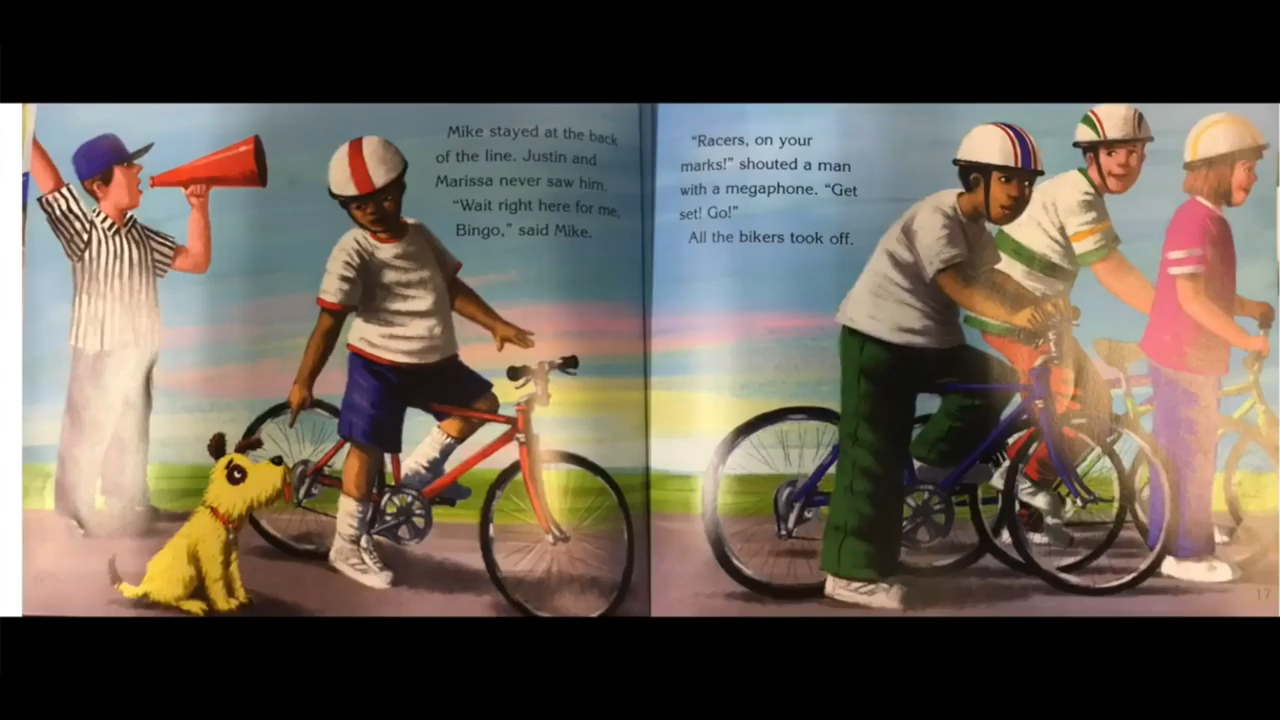 Mike stayed at the back
of the line. Justin and
Marissa never saw him.
"Wait right here for me,
Bingo," said Mike.
"Racers, on your
marks!" shouted a man
with a megaphone. "Get
set! Go!"
All the bikers took off.
17